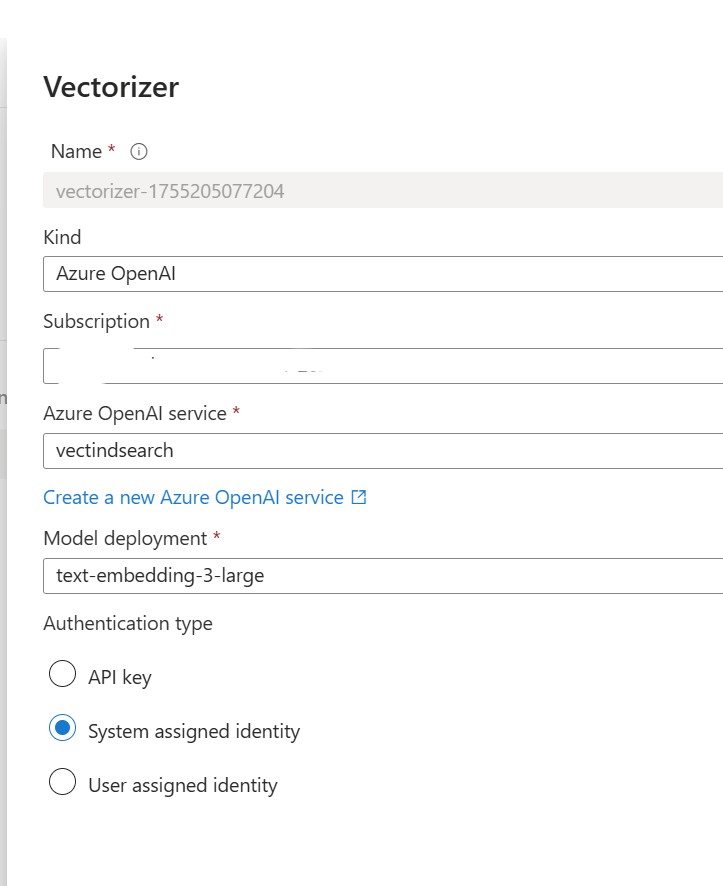 Vectorizer
Name *
vectorizer-1755205077204
Kind
Azure OpenAI
Subscription *
Azure OpenAI service *
vectindsearch
Create a new Azure OpenAI service
Model deployment *
text-embedding-3-large
Authentication type
API key
System assigned identity
User assigned identity